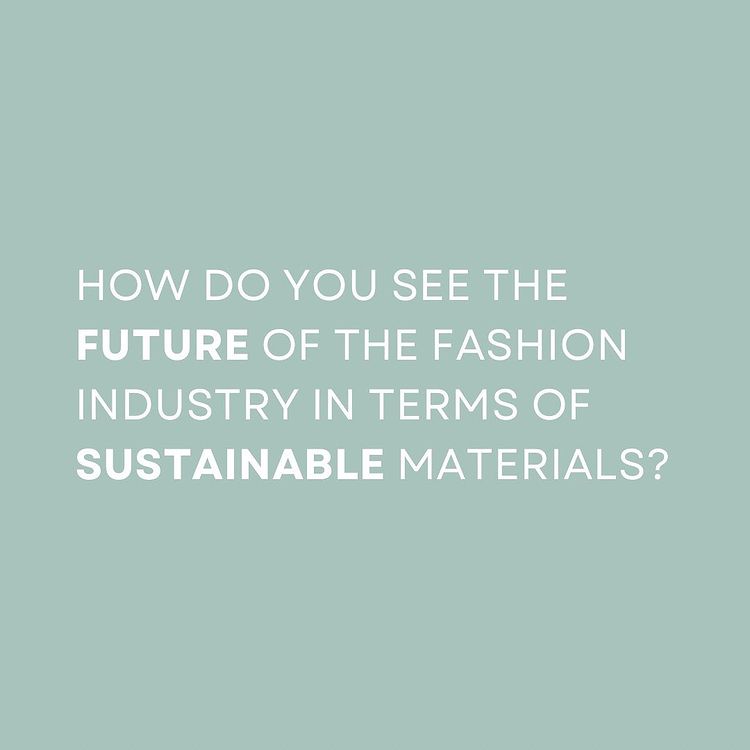 HOW DO YOU SEE THE
FUTURE OF THE FASHION
INDUSTRY IN TERMS OF
SUSTAINABLE MATERIALS?